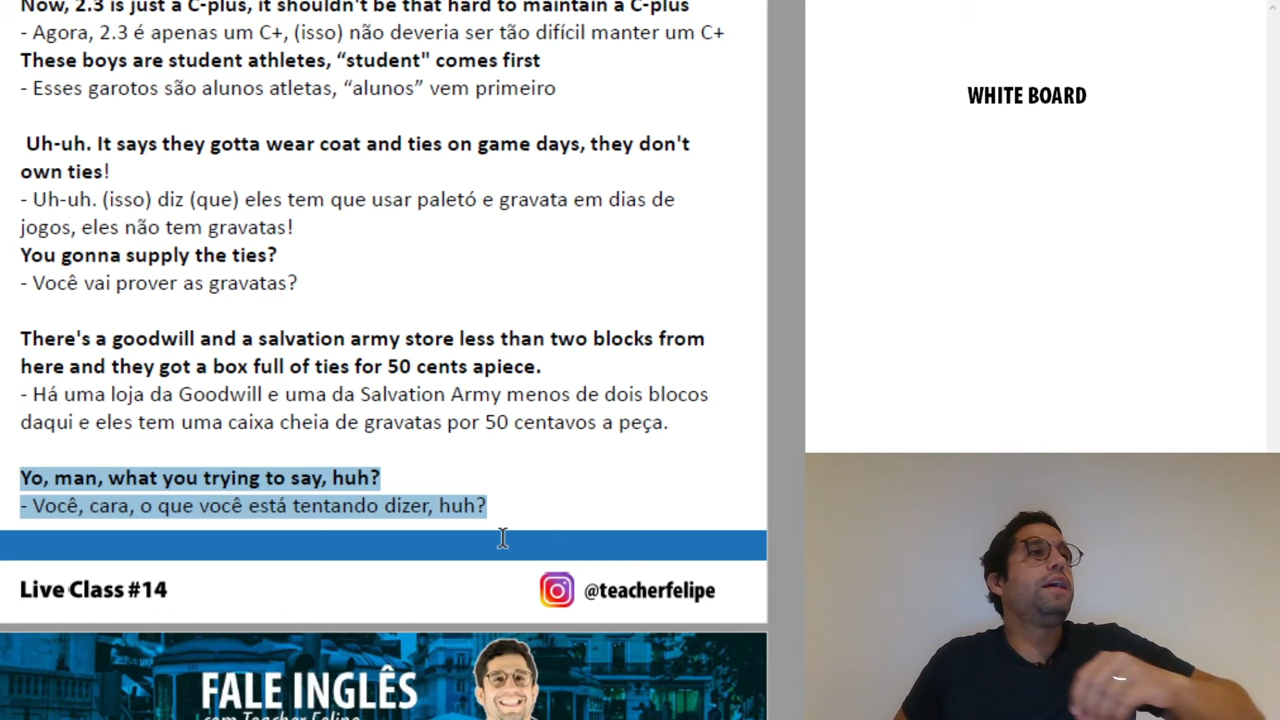 Now, 2.3 is just a C-plus, it shouldn't be that hard to maintain a C-plus
- Agora, 2.3 é apenas um C+, (isso) não deveria ser tão difícil manter um C+
These boys are student athletes, “student" comes first
- Esses garotos são alunos atletas, “alunos” vem primeiro
Uh-uh. It says they gotta wear coat and ties on game days, they don't
own ties!
- Uh-uh. (isso) diz (que) eles tem que usar paletó e gravata em dias de
jogos, eles não tem gravatas!
You gonna supply the ties?
- Você vai prover as gravatas?
There's a goodwill and a salvation army store less than two blocks from
here and they got a box full of ties for 50 cents apiece.
- Há uma loja da Goodwill e uma da Salvation Army menos de dois blocos
daqui e eles tem uma caixa cheia de gravatas por 50 centavos a peça.
Yo, man, what you trying to say, huh?
- Você, cara, o que você está tentando dizer, huh?
Live Class #14
@teacherfelipe
FALE INGLÊS
com Teacher Felipe
WHITE BOARD